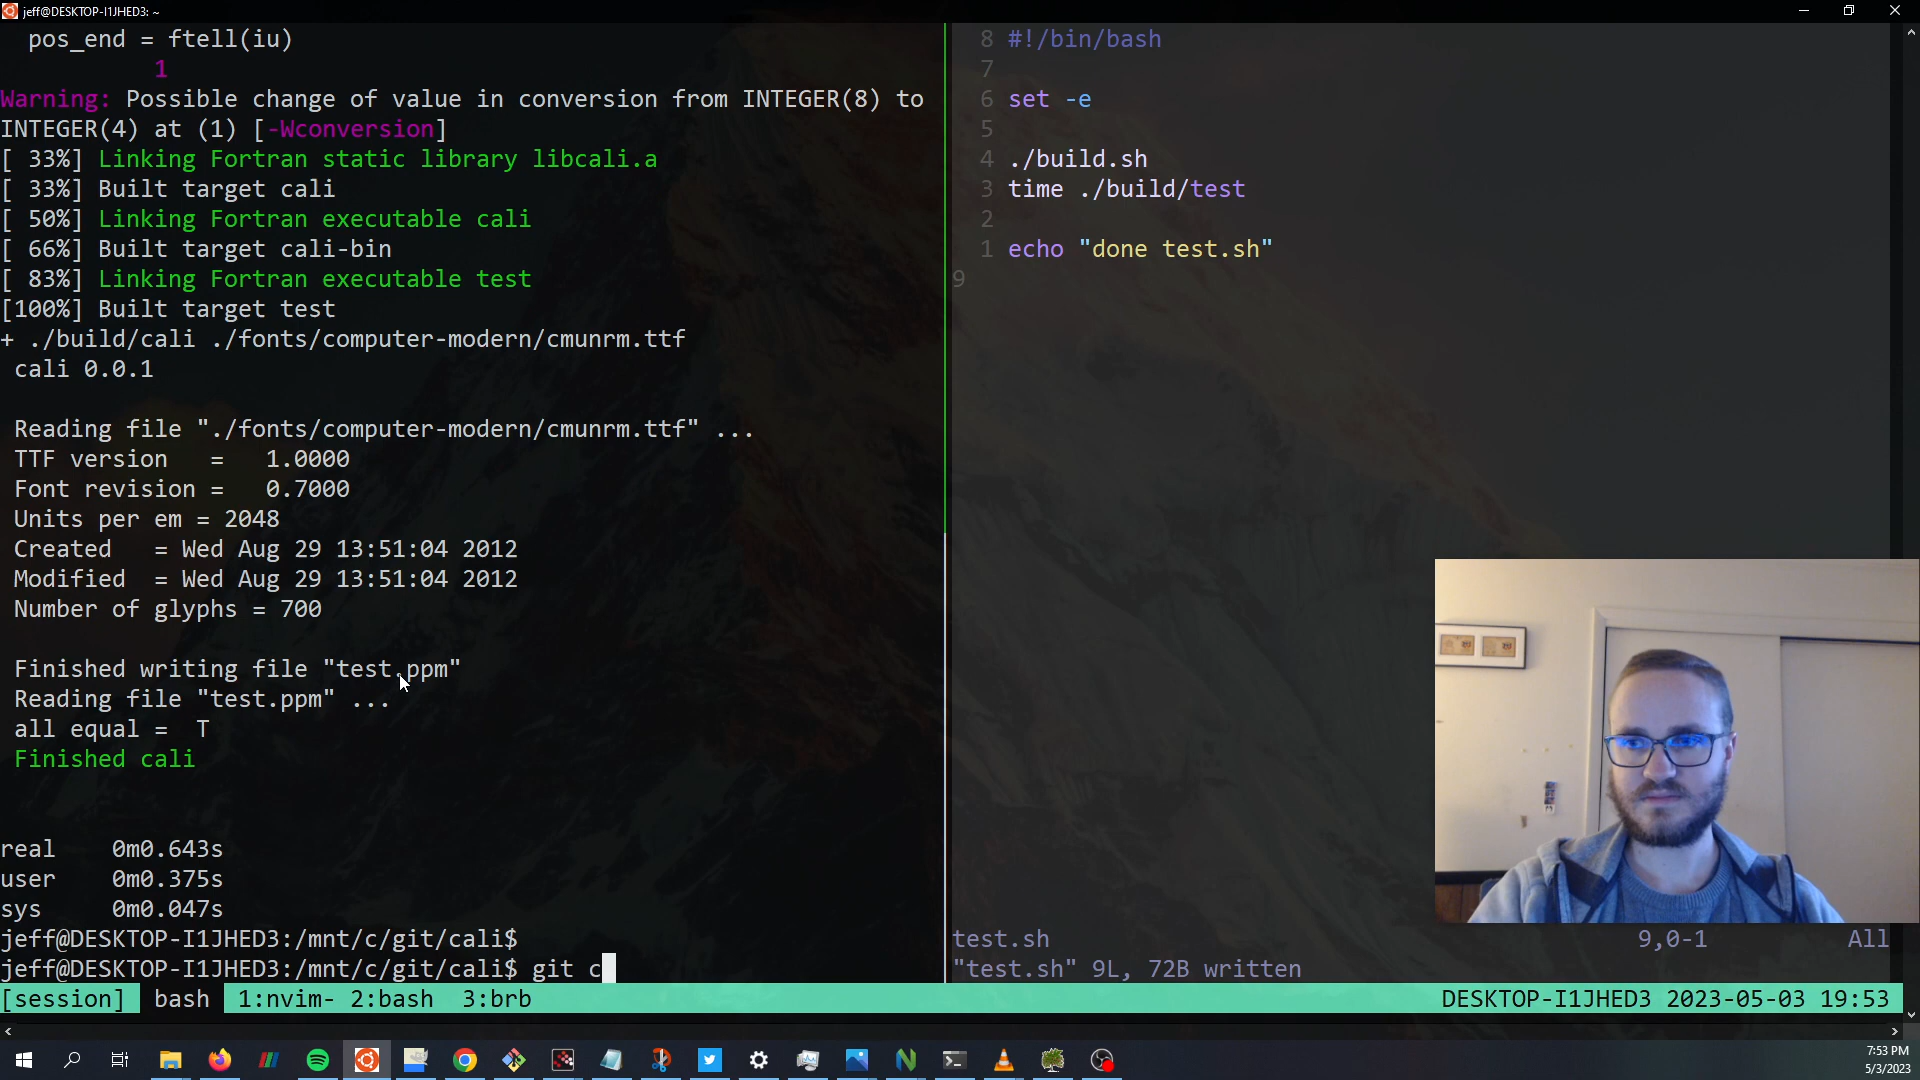 jeff@DESKTOP-I1JHED3: ~
pos_end = ftell(iu)
1
Warning: Possible change of value in conversion from INTEGER(8) to
INTEGER(4) at (1) [-Wconversion]
[ 33%] Linking Fortran static library libcali.a
[ 33%] Built target cali
[ 50%] Linking Fortran executable cali
[ 66%] Built target cali-bin
[ 83%] Linking Fortran executable test
[100%] Built target test
+ ./build/cali ./fonts/computer-modern/cmunrm.ttf
cali 0.0.1
Reading file "./fonts/computer-modern/cmunrm.ttf" ...
TTF version   =   1.0000
Font revision =   0.7000
Units per em = 2048
Created   = Wed Aug 29 13:51:04 2012
Modified  = Wed Aug 29 13:51:04 2012
Number of glyphs = 700
Finished writing file "test.ppm"
Reading file "test.ppm" ...
all equal =  T
Finished cali
real    0m0.643s
user    0m0.375s
sys     0m0.047s
jeff@DESKTOP-I1JHED3:/mnt/c/git/cali$
jeff@DESKTOP-I1JHED3:/mnt/c/git/cali$ git c
8 #!/bin/bash
7
6 set -e
5
4 ./build.sh
3 time ./build/test
2
1 echo "done test.sh"
9
test.sh 9,0-1 All
"test.sh" 9L, 72B written
[session] bash 1:nvim- 2:bash  3:brb DESKTOP-I1JHED3 2023-05-03 19:53
7:53 PM
5/3/2023